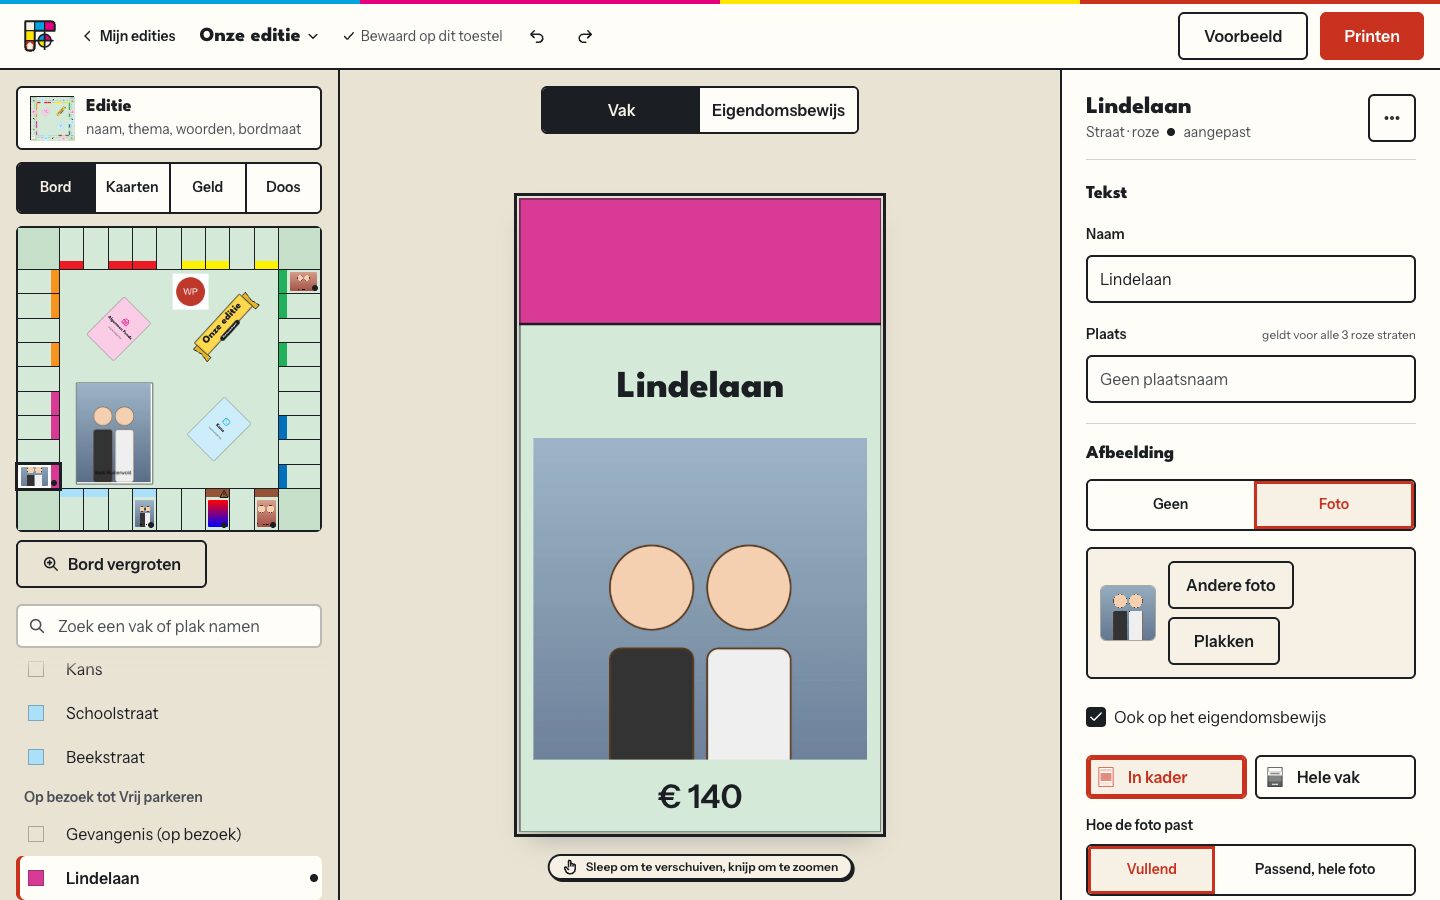 Mijn edities
Onze editie
Bewaard op dit toestel
Voorbeeld
Printen
Editie
naam, thema, woorden, bordmaat
Bord
Kaarten
Geld
Doos
WP
Onze editie
Bord vergroten
Zoek een vak of plak namen
Kans
Schoolstraat
Beekstraat
Op bezoek tot Vrij parkeren
Gevangenis (op bezoek)
Lindelaan
Vak
Eigendomsbewijs
Lindelaan
€ 140
Sleep om te verschuiven, knijp om te zoomen
Lindelaan
Straat · roze ● aangepast
Tekst
Naam
Lindelaan
Plaats
geldt voor alle 3 roze straten
Geen plaatsnaam
Afbeelding
Geen
Foto
Andere foto
Plakken
Ook op het eigendomsbewijs
In kader
Hele vak
Hoe de foto past
Vullend
Passend, hele foto